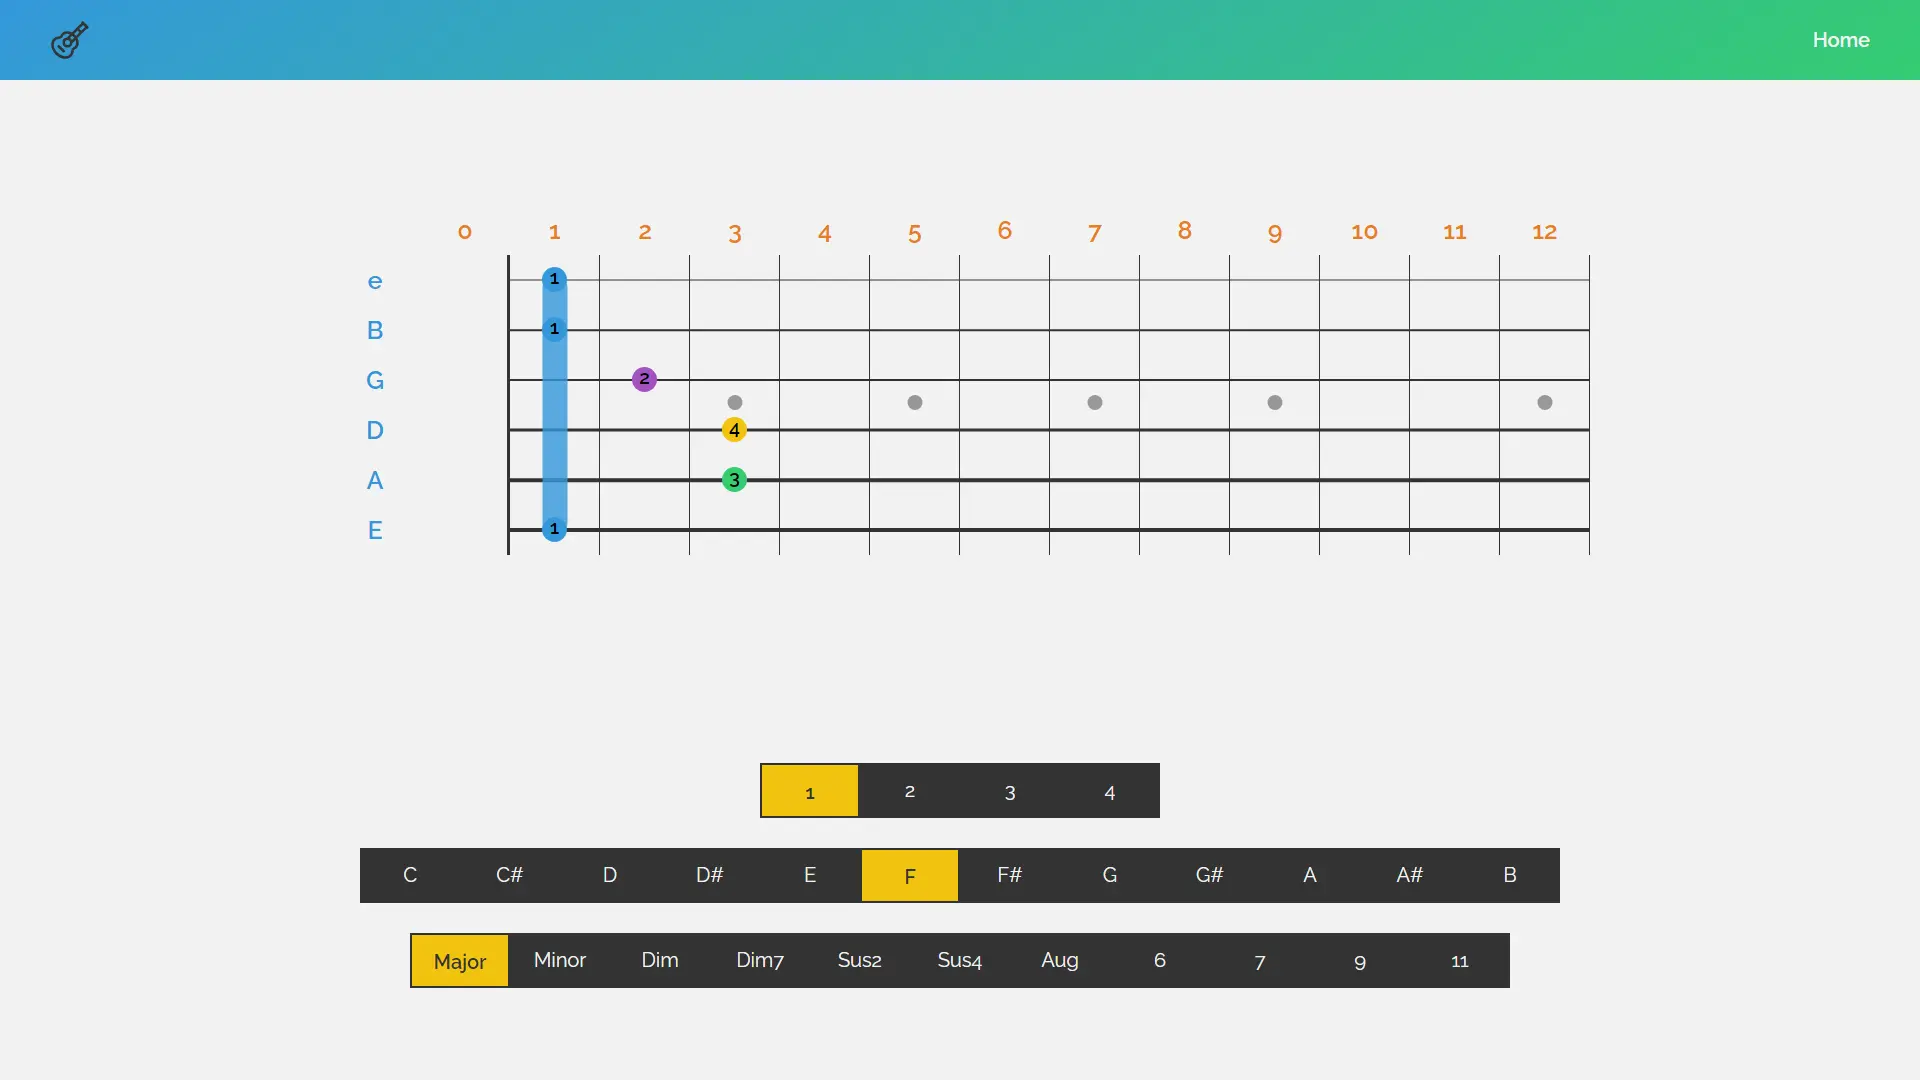 Home
0 1 2 3 4 5 6 7 8 9 10 11 12
e 1
B 1
G 2
D 4
A 3
E 1
1 2 3 4
C C# D D# E F F# G G# A A# B
Major Minor Dim Dim7 Sus2 Sus4 Aug 6 7 9 11